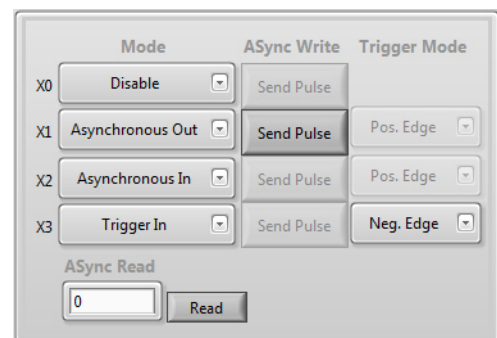 Mode ASync Write Trigger Mode
X0 Disable Send Pulse
X1 Asynchronous Out Send Pulse Pos. Edge
X2 Asynchronous In Send Pulse Pos. Edge
X3 Trigger In Send Pulse Neg. Edge
ASync Read
0 Read